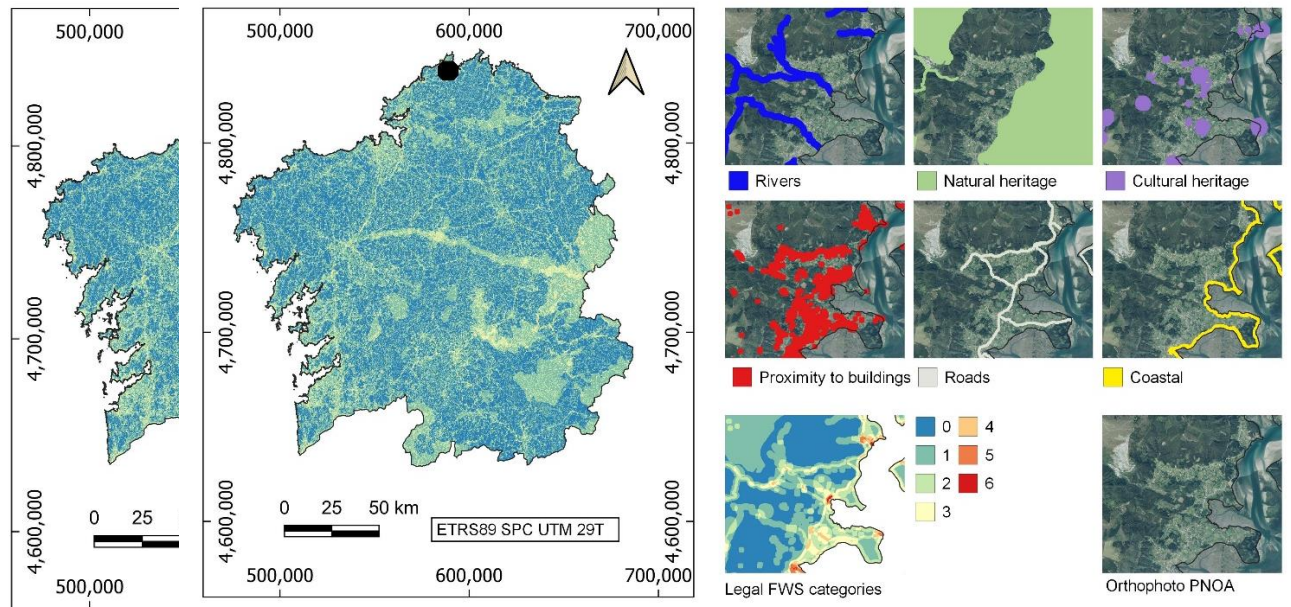 500,000
4,800,000
4,700,000
4,600,000
0 25
500,000
500,000 600,000 700,000
4,800,000 4,800,000
4,700,000 4,700,000
4,600,000 4,600,000
0 25 50 km
ETRS89 SPC UTM 29T
500,000 600,000 700,000
Rivers Natural heritage Cultural heritage
Proximity to buildings Roads Coastal
0 4
1 5
2 6
3
Legal FWS categories
Orthophoto PNOA